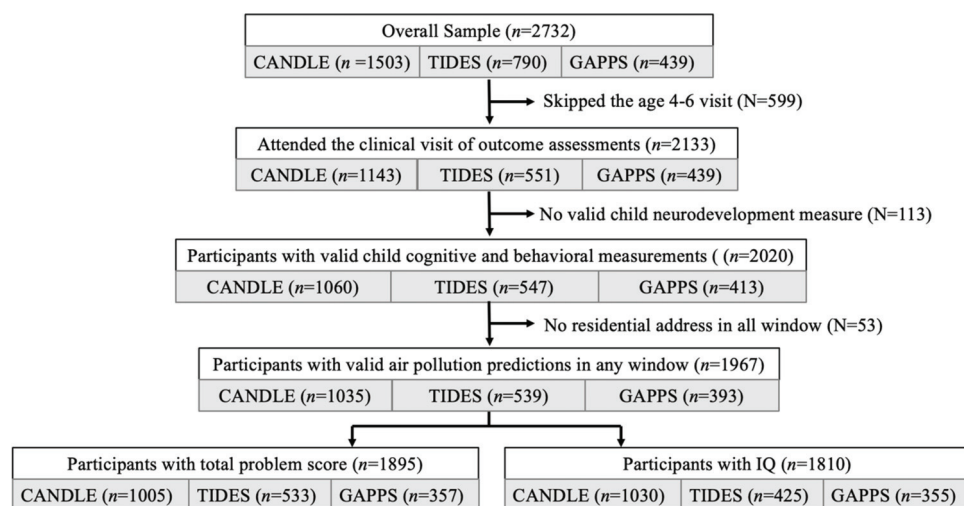 Overall Sample (n=2732)
CANDLE (n =1503) TIDES (n=790) GAPPS (n=439)
Skipped the age 4-6 visit (N=599)
Attended the clinical visit of outcome assessments (n=2133)
CANDLE (n=1143) TIDES (n=551) GAPPS (n=439)
No valid child neurodevelopment measure (N=113)
Participants with valid child cognitive and behavioral measurements ( (n=2020)
CANDLE (n=1060) TIDES (n=547) GAPPS (n=413)
No residential address in all window (N=53)
Participants with valid air pollution predictions in any window (n=1967)
CANDLE (n=1035) TIDES (n=539) GAPPS (n=393)
Participants with total problem score (n=1895) Participants with IQ (n=1810)
CANDLE (n=1005) TIDES (n=533) GAPPS (n=357) CANDLE (n=1030) TIDES (n=425) GAPPS (n=355)